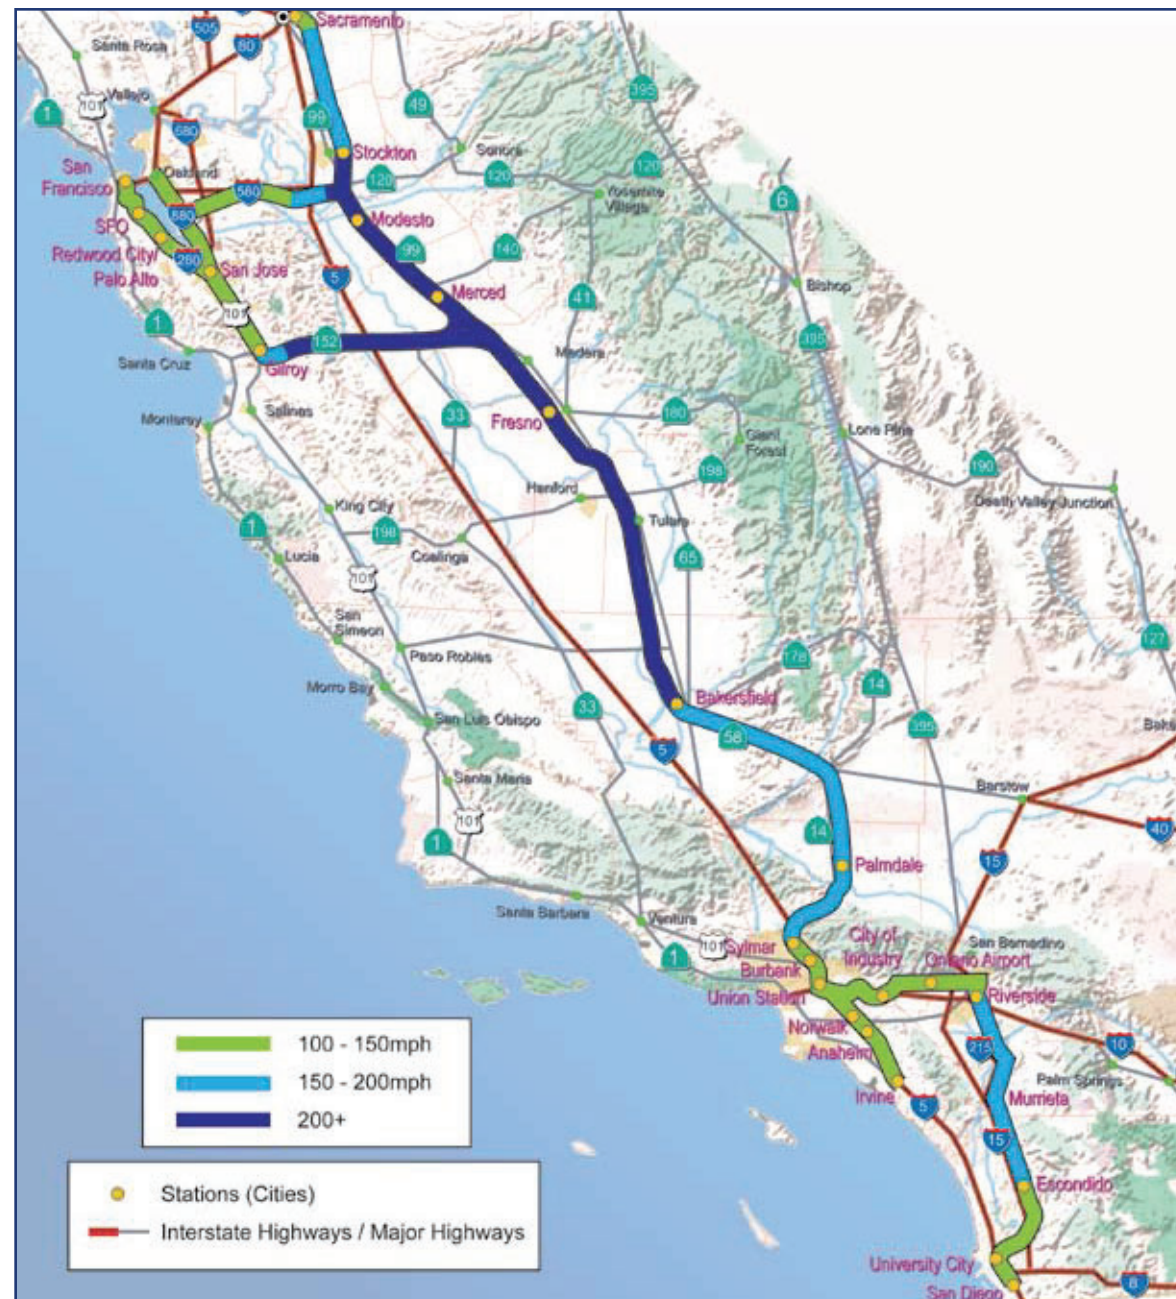 505
80
Sacramento
Santa Rosa
101
1
Vallejo
99
49
395
680
Stockton
Sonora
San
Francisco
Oakland
580
120
120
120
Yosemite
Village
6
SFO
680
Modesto
Redwood City/
Palo Alto
280
San Jose
99
140
5
Merced
41
Bishop
101
1
152
Gilroy
Santa Cruz
Madera
395
Monterey
Salinas
33
Fresno
180
Giant
Forest
Lone Pine
198
190
Hanford
Death Valley Junction
King City
1
198
Tulare
Lucia
Coalinga
65
101
San
Simeon
Paso Robles
178
127
14
Morro Bay
Bakersfield
San Luis Obispo
33
58
395
Bake
5
Santa Maria
Barstow
101
14
40
1
15
Palmdale
Santa Barbara
Ventura
101
1
Sylmar
City of
Industry
San Bernadino
Burbank
Ontario Airport
Union Station
Riverside
Norwalk
Anaheim
215
10
Palm Springs
Irvine
5
Murrieta
15
Escondido
University City
San Diego
8
100 - 150mph
150 - 200mph
200+
Stations (Cities)
Interstate Highways / Major Highways